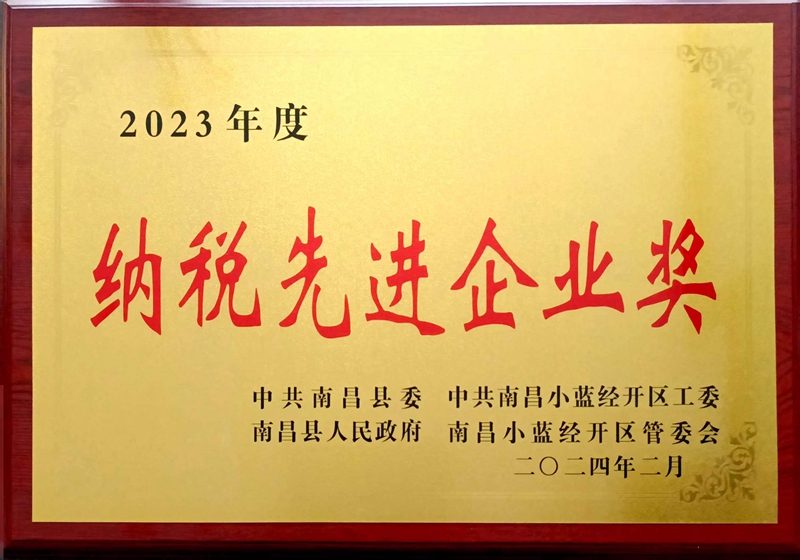 2023年度
纳税先进企业奖
中共南昌县委 中共南昌小蓝经开区工委
南昌县人民政府 南昌小蓝经开区管委会
二〇二四年二月